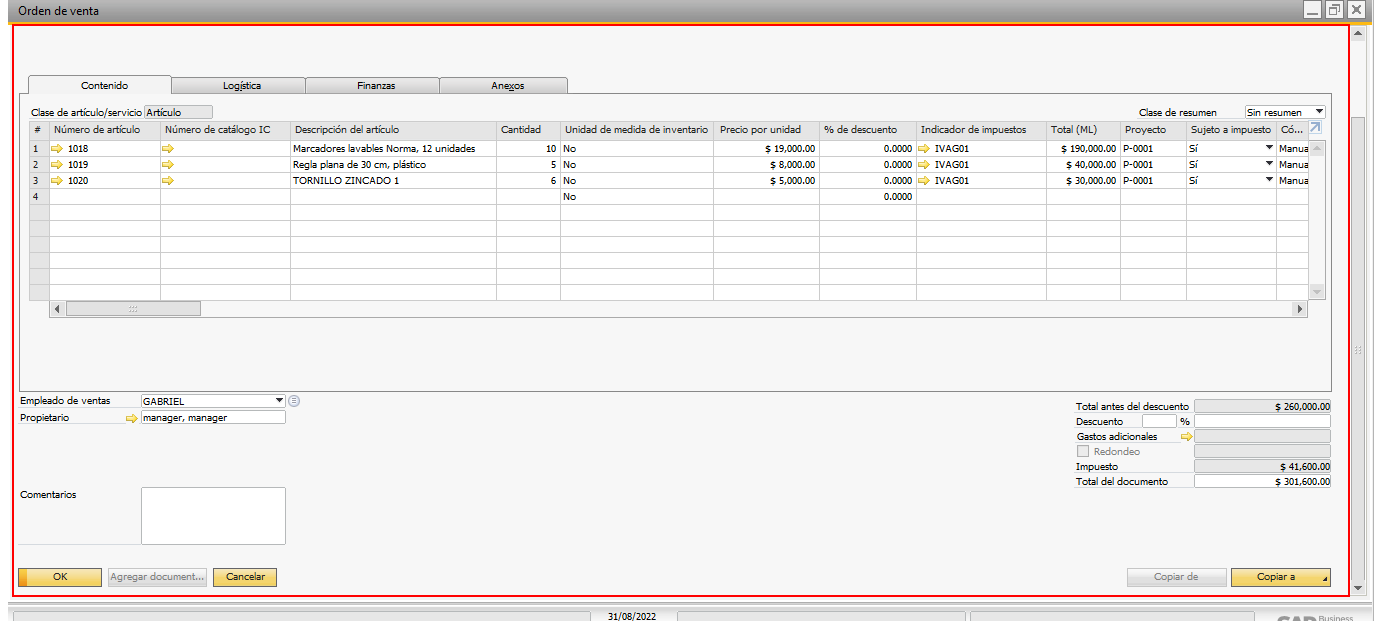 Orden de venta
Contenido Logística Finanzas Anexos
Clase de artículo/servicio Artículo Clase de resumen Sin resumen
# Número de artículo Número de catálogo IC Descripción del artículo Cantidad Unidad de medida de inventario Precio por unidad % de descuento Indicador de impuestos Total (ML) Proyecto Sujeto a impuesto Có...
1 1018 Marcadores lavables Norma, 12 unidades 10 No $ 19,000.00 0.0000 IVAG01 $ 190,000.00 P-0001 Sí Manua
2 1019 Regla plana de 30 cm, plástico 5 No $ 8,000.00 0.0000 IVAG01 $ 40,000.00 P-0001 Sí Manua
3 1020 TORNILLO ZINCADO 1 6 No $ 5,000.00 0.0000 IVAG01 $ 30,000.00 P-0001 Sí Manua
4 No 0.0000
Empleado de ventas GABRIEL
Propietario manager, manager
Total antes del descuento $ 260,000.00
Descuento %
Gastos adicionales
Redondeo
Impuesto $ 41,600.00
Total del documento $ 301,600.00
Comentarios
OK Agregar document... Cancelar Copiar de Copiar a
31/08/2022
SAP Business